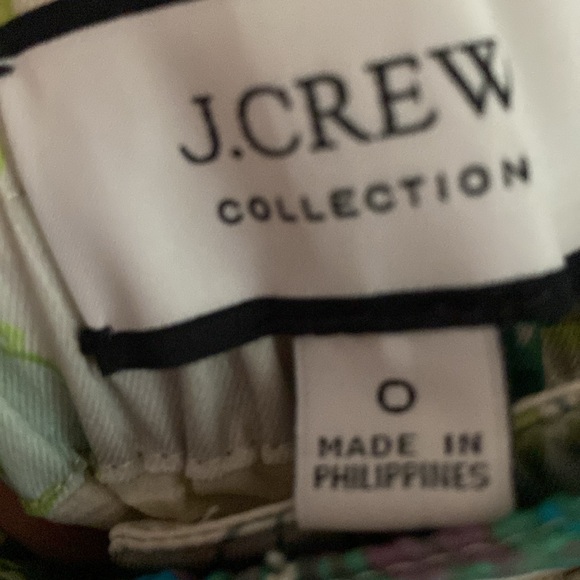 J.CREW
COLLECTION
0
MADE IN
PHILIPPINES